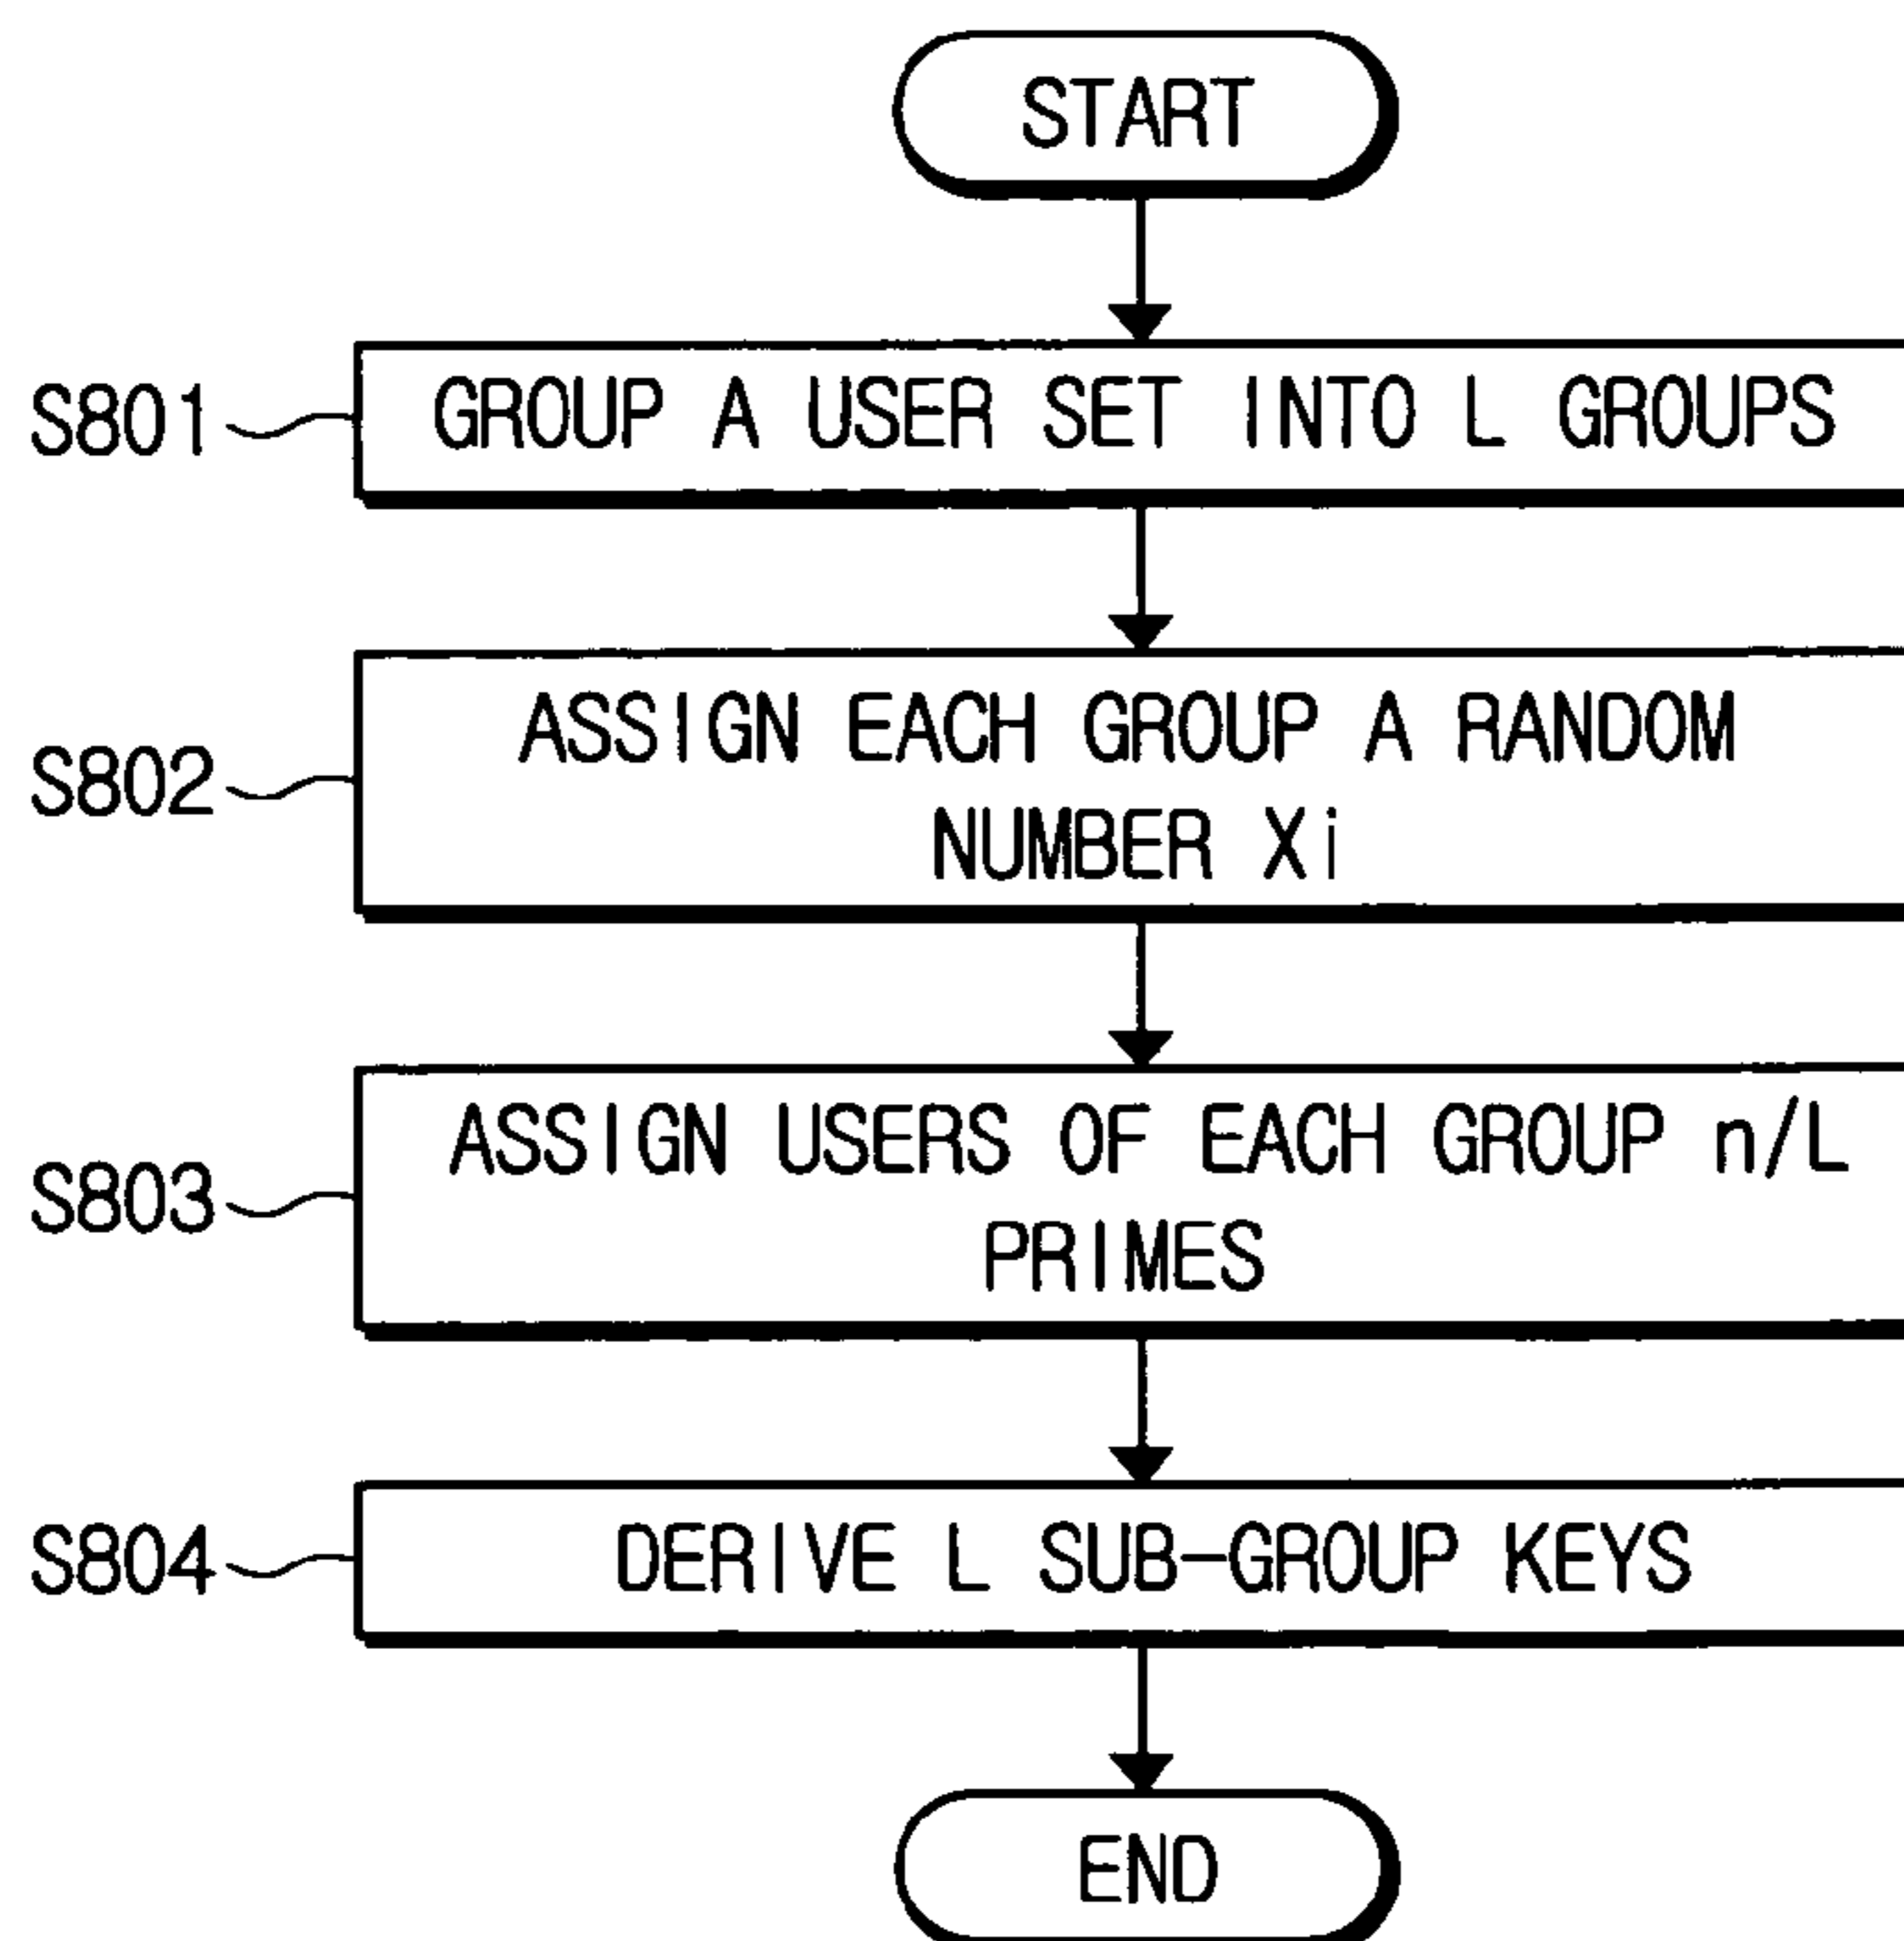 START
S801
GROUP A USER SET INTO L GROUPS
S802
ASSIGN EACH GROUP A RANDOM
NUMBER Xi
S803
ASSIGN USERS OF EACH GROUP n/L
PRIMES
S804
DERIVE L SUB-GROUP KEYS
END